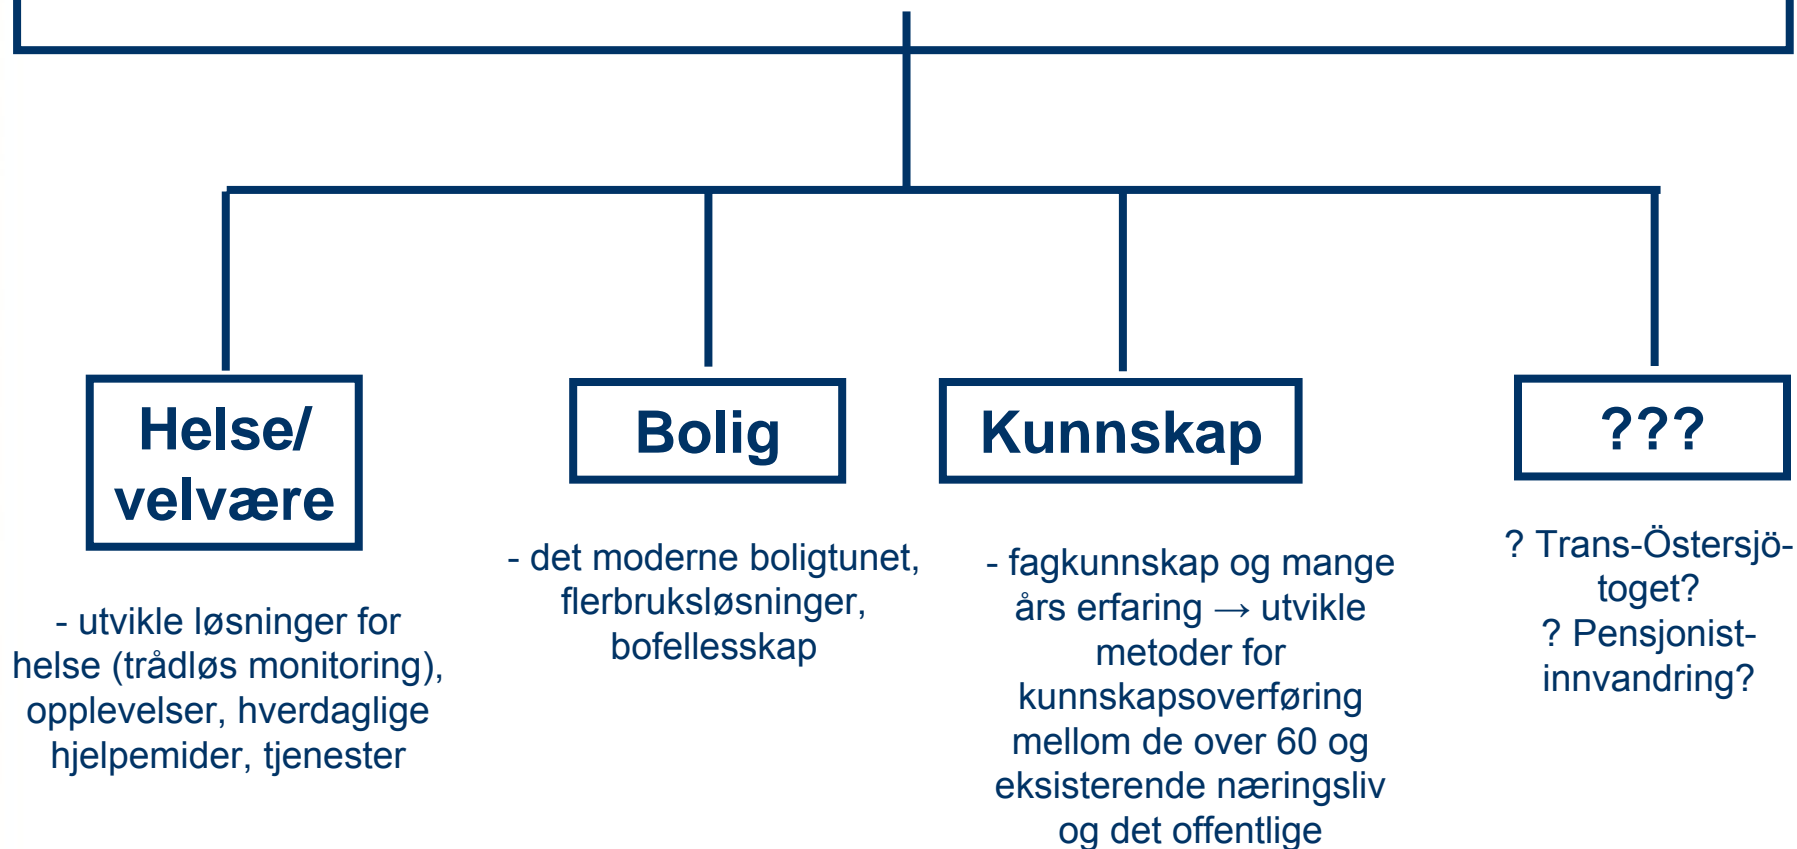 Helse/
velvære
- utvikle løsninger for
helse (trådløs monitoring),
opplevelser, hverdaglige
hjelpemider, tjenester
Bolig
- det moderne boligtunet,
flerbruksløsninger,
bofellesskap
Kunnskap
- fagkunnskap og mange
års erfaring → utvikle
metoder for
kunnskapsoverføring
mellom de over 60 og
eksisterende næringsliv
og det offentlige
???
? Trans-Östersjö-
toget?
? Pensjonist-
innvandring?